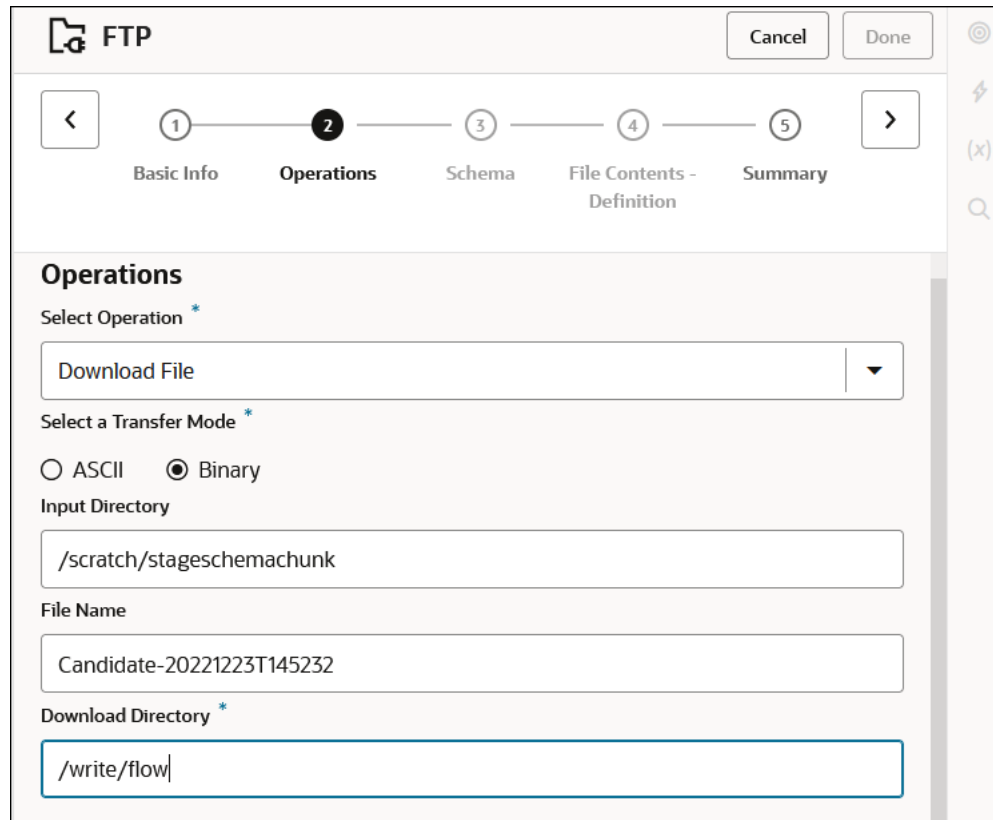 FTP
Cancel
Done
1
2
3
4
5
Basic Info
Operations
Schema
File Contents -
Definition
Summary
(x)
Operations
Select Operation *
Download File
Select a Transfer Mode *
ASCII
Binary
Input Directory
/scratch/stageschemachunk
File Name
Candidate-20221223T145232
Download Directory *
/write/flow